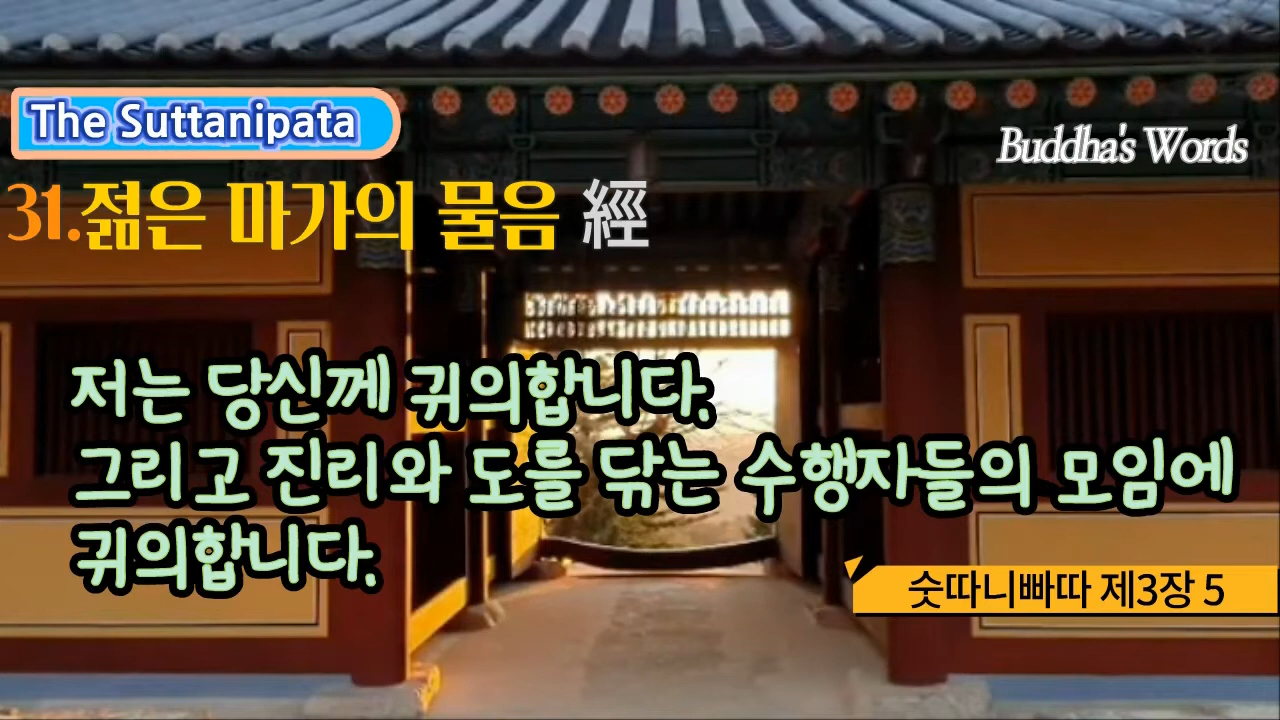 The Suttanipata
Buddha's Words
31.젊은 마가의 물음 經
저는 당신께 귀의합니다.
그리고 진리와 도를 닦는 수행자들의 모임에
귀의합니다.
숫따니빠따 제3장 5